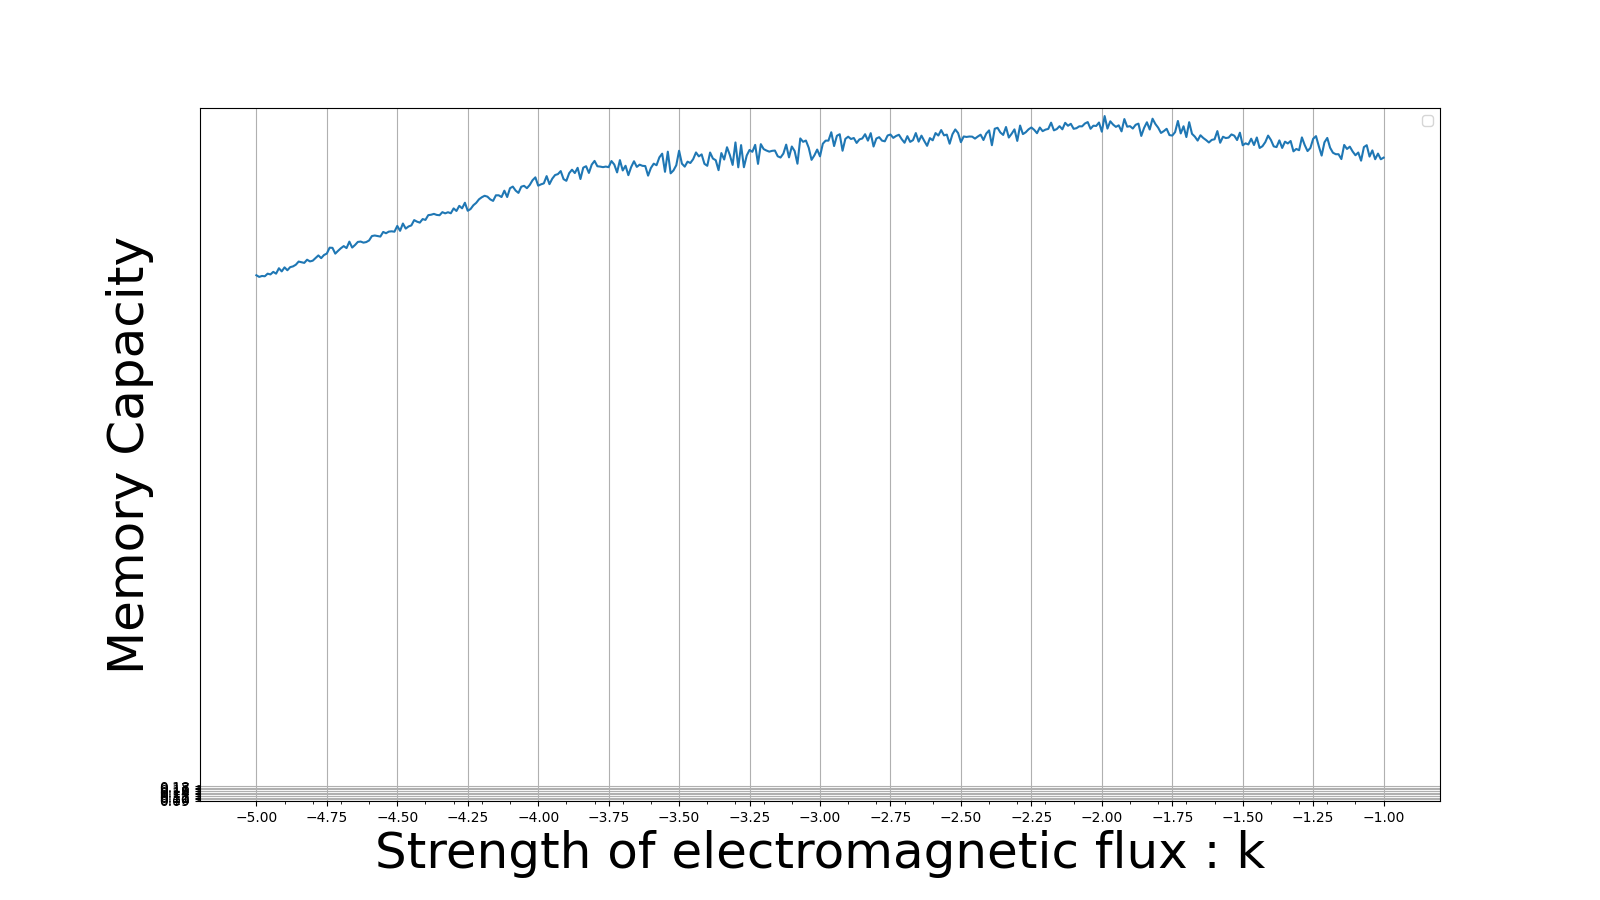 Memory Capacity
−5.00 −4.75 −4.50 −4.25 −4.00 −3.75 −3.50 −3.25 −3.00 −2.75 −2.50 −2.25 −2.00 −1.75 −1.50 −1.25 −1.00
Strength of electromagnetic flux : k